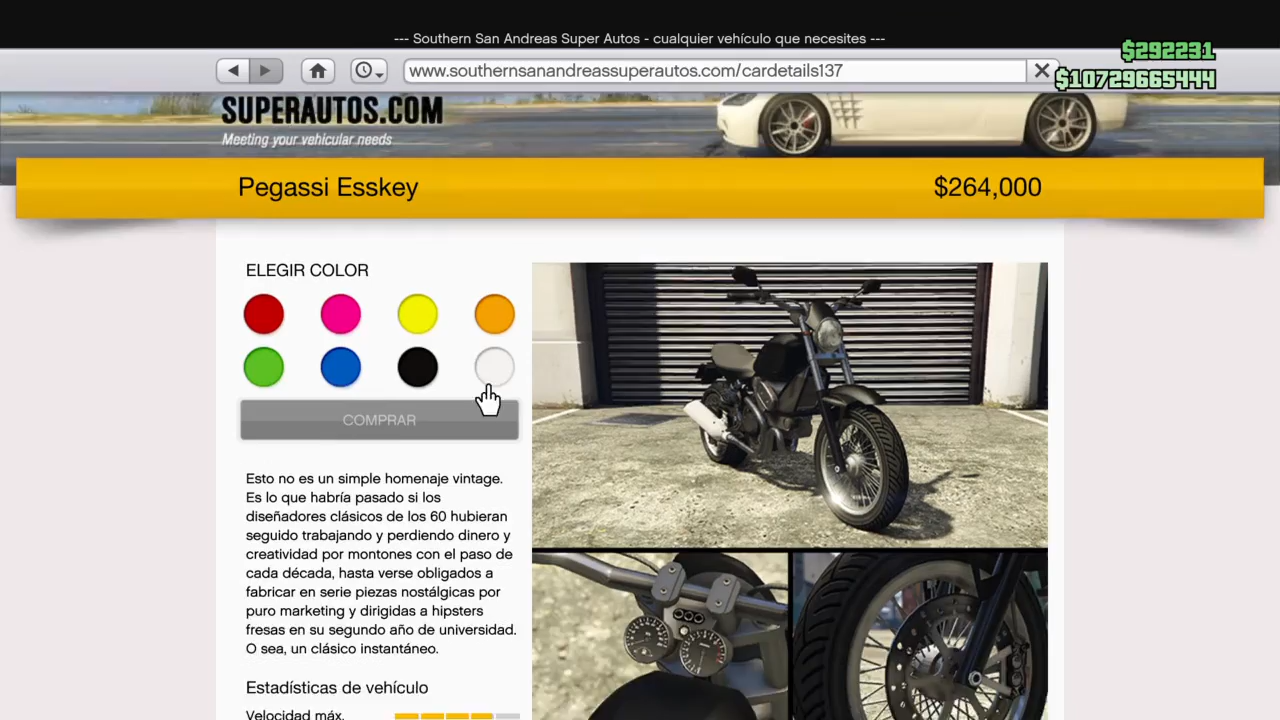 --- Southern San Andreas Super Autos - cualquier vehículo que necesites ---
$292231
www.southernsanandreassuperautos.com/cardetails137
$10729665444
SUPERAUTOS.COM
Meeting your vehicular needs
Pegassi Esskey
$264,000
ELEGIR COLOR
COMPRAR
Esto no es un simple homenaje vintage.
Es lo que habría pasado si los
diseñadores clásicos de los 60 hubieran
seguido trabajando y perdiendo dinero y
creatividad por montones con el paso de
cada década, hasta verse obligados a
fabricar en serie piezas nostálgicas por
puro marketing y dirigidas a hipsters
fresas en su segundo año de universidad.
O sea, un clásico instantáneo.
Estadísticas de vehículo
Velocidad máx.